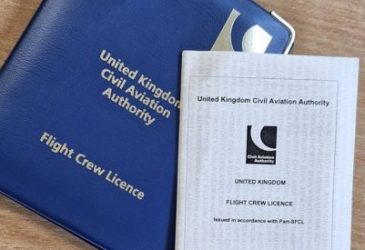 United Kingdom
Civil Aviation
Authority
Flight Crew Licence
United Kingdom Civil Aviation Authority
Civil Aviation
Authority
UNITED KINGDOM
FLIGHT CREW LICENCE
Issued in accordance with Part-SFCL